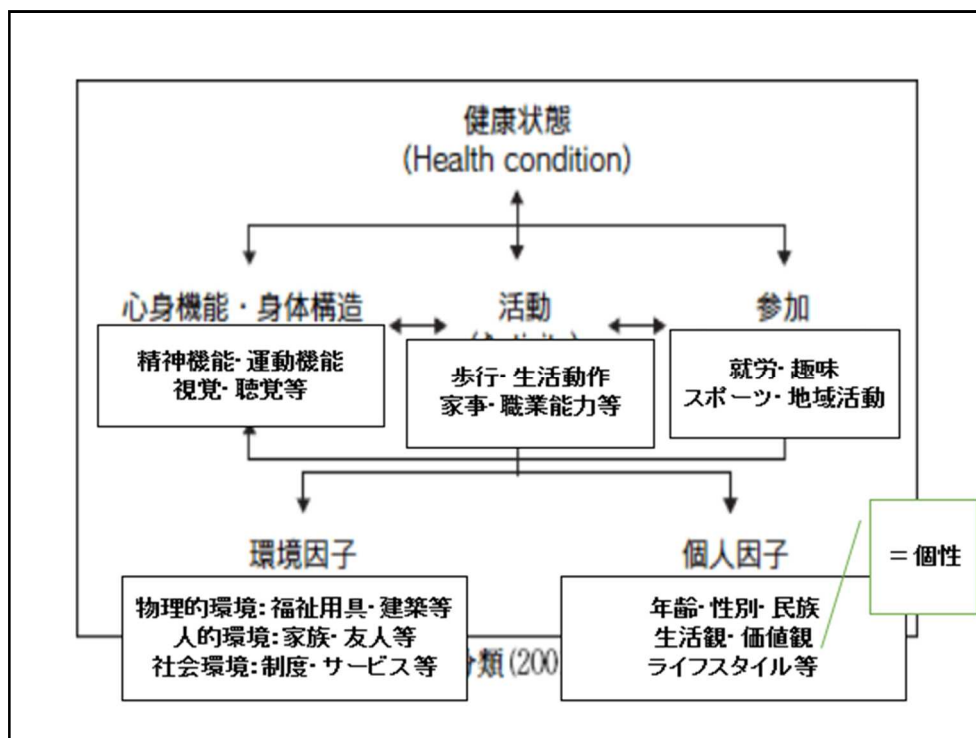 健康状態
(Health condition)
心身機能・身体構造
活動
参加
精神機能・運動機能
視覚・聴覚等
歩行・生活動作
家事・職業能力等
就労・趣味
スポーツ・地域活動
環境因子
個人因子
＝個性
物理的環境：福祉用具・建築等
人的環境：家族・友人等
社会環境：制度・サービス等
年齢・性別・民族
生活観・価値観
ライフスタイル等
類(200